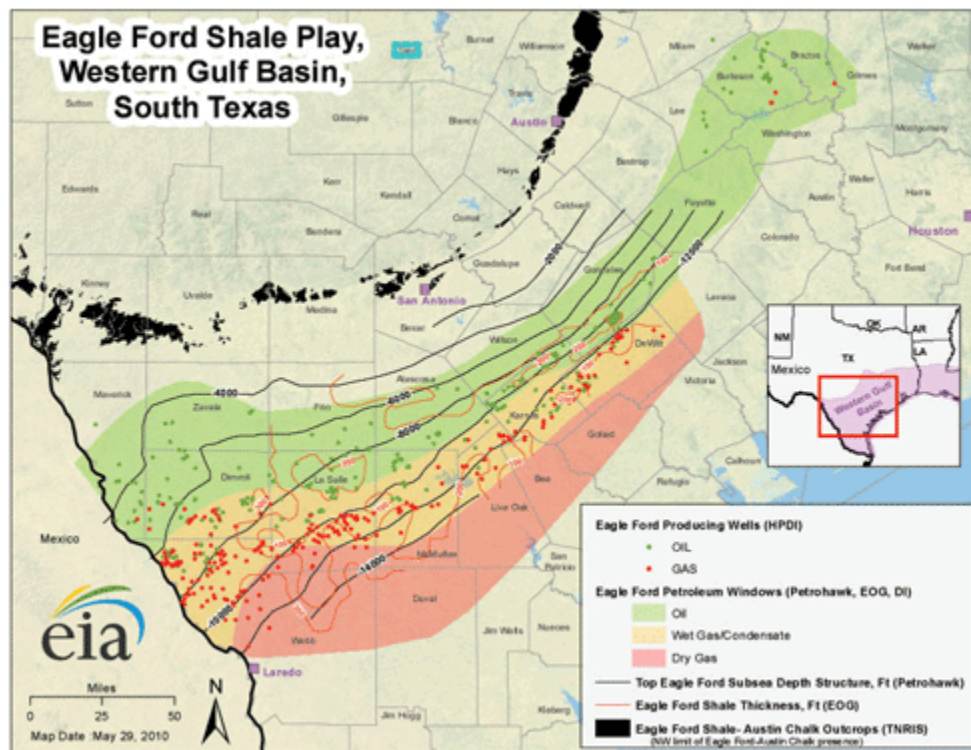 Eagle Ford Shale Play,
Western Gulf Basin,
South Texas
Burnet
Williamson
Milam
Brazos
Burleson
Grimes
Walker
Sutton
Gillespie
Travis
Lee
Blanco
Austin
Washington
Montgomery
Edwards
Kerr
Kendall
Hays
Bastrop
Waller
Harris
Real
Bandera
Comal
Caldwell
Fayette
Austin
Houston
Colorado
-2000
Guadalupe
Gonzales
100
-12000
Fort Bend
Kinney
Uvalde
San Antonio
Medina
Lavaca
Bexar
Wilson
DeWitt
Jackson
Maverick
-4000
Zavala
Frio
Atascosa
-6000
Victoria
-8000
Karnes
Goliad
Dimmit
La Salle
Calhoun
Bee
Refugio
Live Oak
McMullen
-14000
San
Patricio
Duval
-10000
Webb
Jim Wells
Nueces
Laredo
Jim Hogg
Kleberg
Mexico
NM
OK
AR
TX
LA
Mexico
Western Gulf
Basin
Eagle Ford Producing Wells (HPDI)
OIL
GAS
Eagle Ford Petroleum Windows (Petrohawk, EOG, DI)
Oil
Wet Gas/Condensate
Dry Gas
Top Eagle Ford Subsea Depth Structure, Ft (Petrohawk)
Eagle Ford Shale Thickness, Ft (EOG)
Eagle Ford Shale- Austin Chalk Outcrops (TNRIS)
(NW limit of Eagle Ford-Austin Chalk presence)
eia
Miles
N
0 25 50
Map Date :May 29, 2010